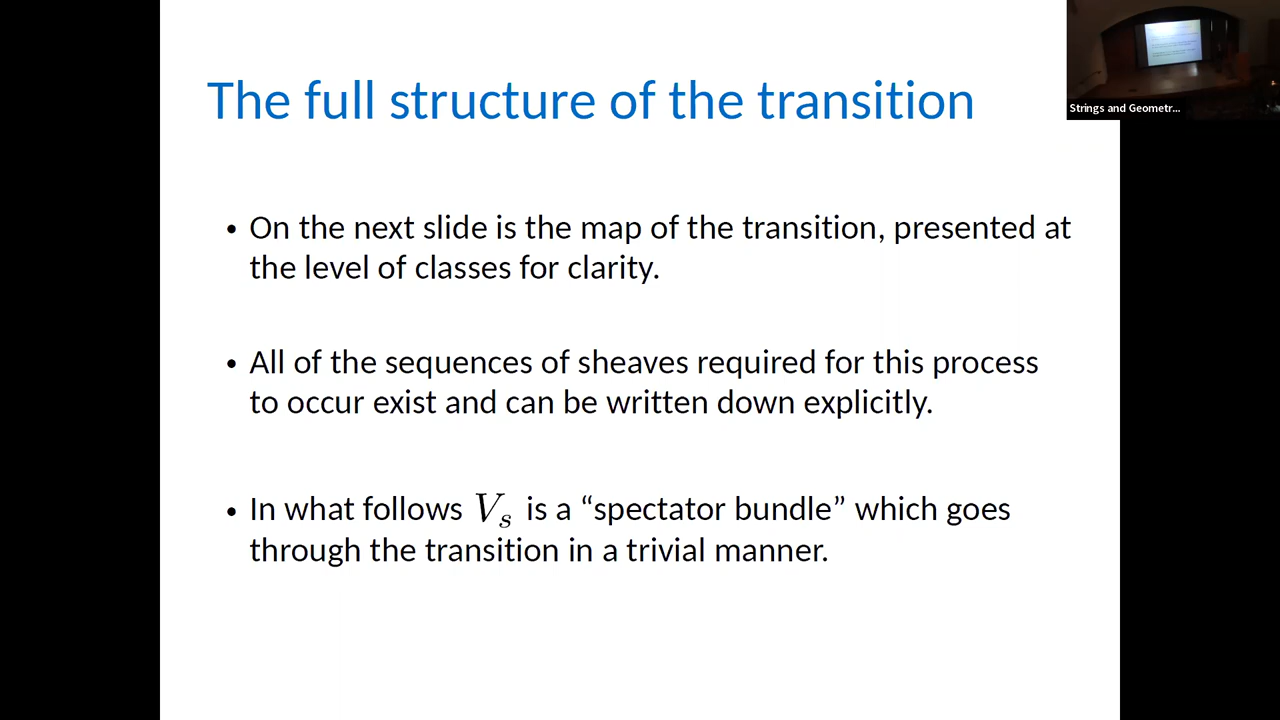 The full structure of the transition
Strings and Geometr...
• On the next slide is the map of the transition, presented at
the level of classes for clarity.
• All of the sequences of sheaves required for this process
to occur exist and can be written down explicitly.
• In what follows V_s is a “spectator bundle” which goes
through the transition in a trivial manner.